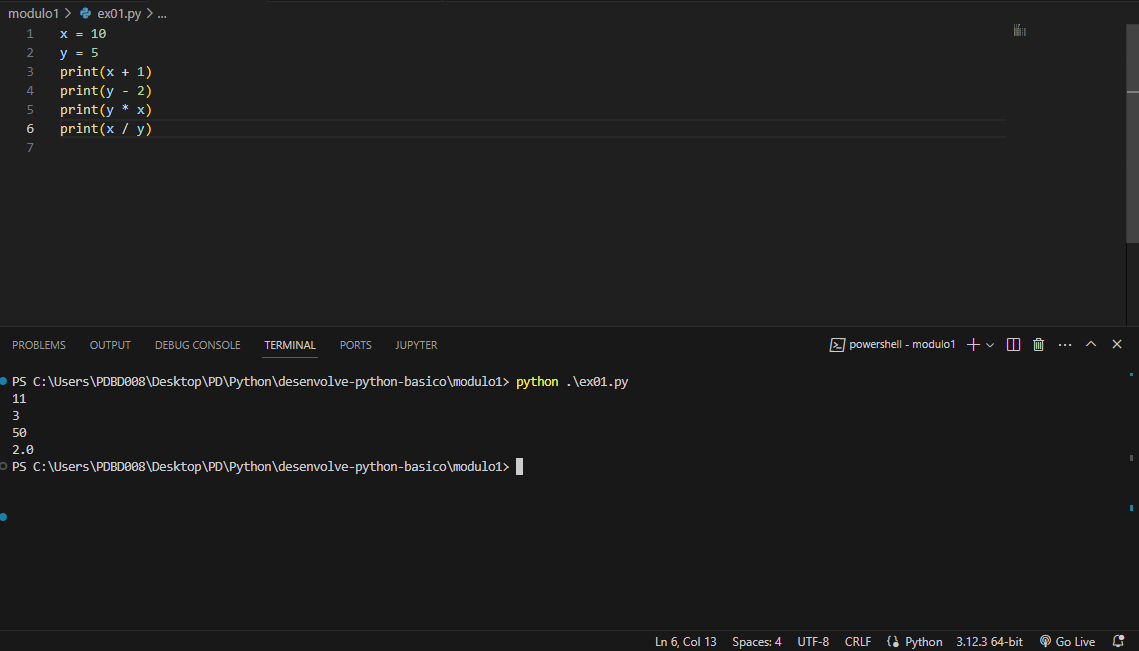 modulo1 > ex01.py > ...
1 x = 10
2 y = 5
3 print(x + 1)
4 print(y - 2)
5 print(y * x)
6 print(x / y)
7
PROBLEMS OUTPUT DEBUG CONSOLE TERMINAL PORTS JUPYTER powershell - modulo1
PS C:\Users\PDBD008\Desktop\PD\Python\desenvolve-python-basico\modulo1> python .\ex01.py
11
3
50
2.0
PS C:\Users\PDBD008\Desktop\PD\Python\desenvolve-python-basico\modulo1>
Ln 6, Col 13 Spaces: 4 UTF-8 CRLF Python 3.12.3 64-bit Go Live